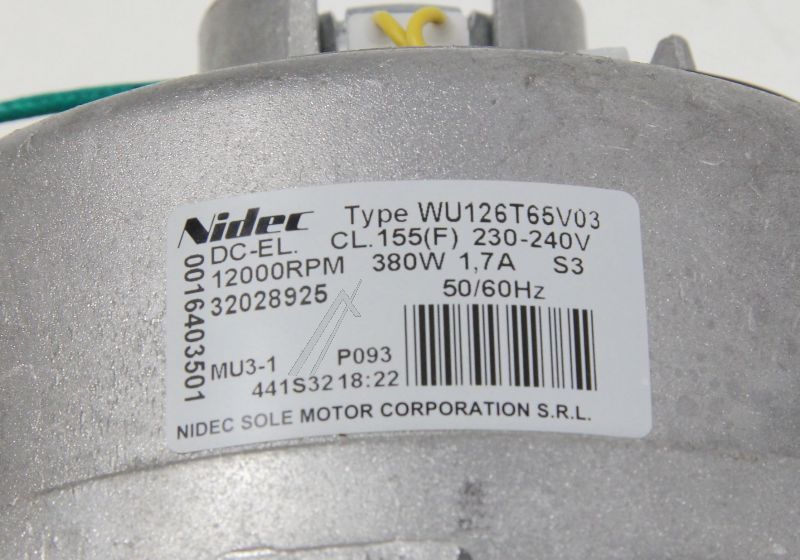 Nidec Type WU126T65V03
DC-EL. CL.155(F) 230-240V
12000RPM 380W 1,7A S3
32028925 50/60Hz
0016403501
MU3-1 P093
441S32 18:22
NIDEC SOLE MOTOR CORPORATION S.R.L.